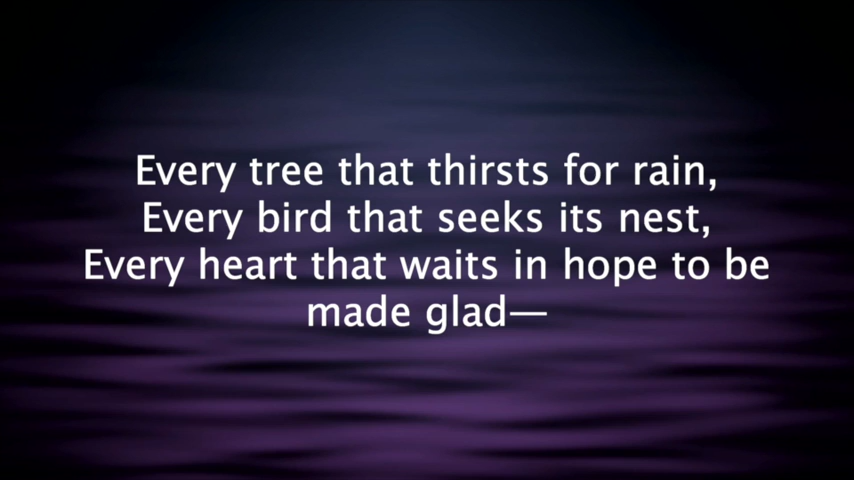 Every tree that thirsts for rain,
Every bird that seeks its nest,
Every heart that waits in hope to be
made glad—